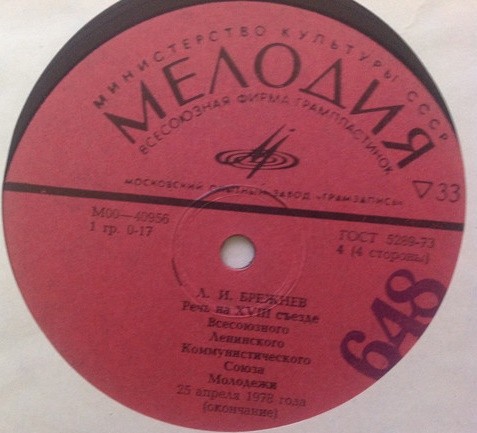 МИНИСТЕРСТВО КУЛЬТУРЫ СССР
МЕЛОДИЯ
ВСЕСОЮЗНАЯ ФИРМА ГРАМПЛАСТИНОК
МОСКОВСКИЙ ОПЫТНЫЙ ЗАВОД «ГРАМЗАПИСЬ»
▽33
М00—40956
1 гр. 0-17
ГОСТ 5289-73
4 (4 стороны)
Л. И. БРЕЖНЕВ
Речь на XVIII съезде
Всесоюзного
Ленинского
Коммунистического
Союза
Молодежи
25 апреля 1978 года
(окончание)
648